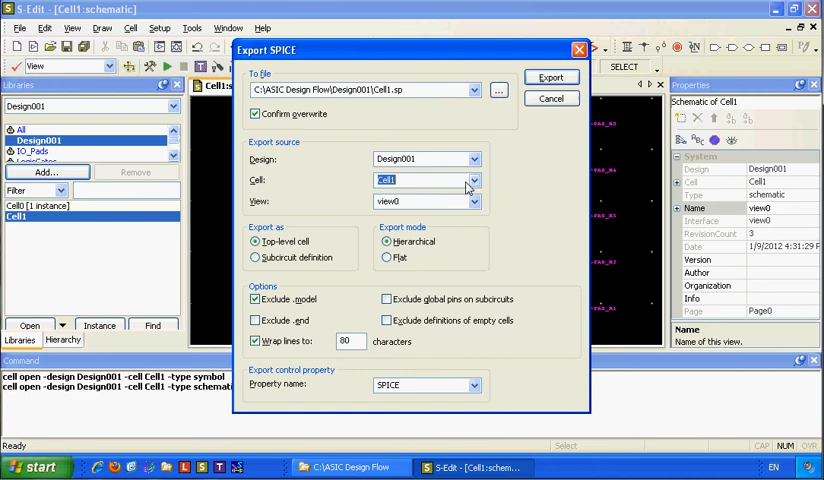 S-Edit - [Cell1:schematic]
File Edit View Draw Cell Setup Tools Window Help
View
SELECT
Libraries
Design001
All
Design001
IO_Pads
LogicGates
Add... Remove
Filter
Cell0 [1 instance]
Cell1
Open Instance Find
Libraries Hierarchy
Cell1:s
Export SPICE
To file
C:\ASIC Design Flow\Design001\Cell1.sp
...
Export
Cancel
Confirm overwrite
Export source
Design: Design001
Cell: Cell1
View: view0
Export as
Top-level cell
Subcircuit definition
Export mode
Hierarchical
Flat
Options
Exclude .model
Exclude global pins on subcircuits
Exclude .end
Exclude definitions of empty cells
Wrap lines to: 80 characters
Export control property
Property name: SPICE
Properties
Schematic of Cell1
System
Design Design001
Cell Cell1
Type schematic
Name view0
Interface view0
RevisionCount 3
Date 1/9/2012 4:31:29 P
Version
Author
Organization
Info
Page Page0
Name
Name of this view.
Command
cell open -design Design001 -cell Cell1 -type symbol
cell open -design Design001 -cell Cell1 -type schemati
Ready
Select
CAP NUM OVR
start
C:\ASIC Design Flow
S-Edit - [Cell1:schem...
EN